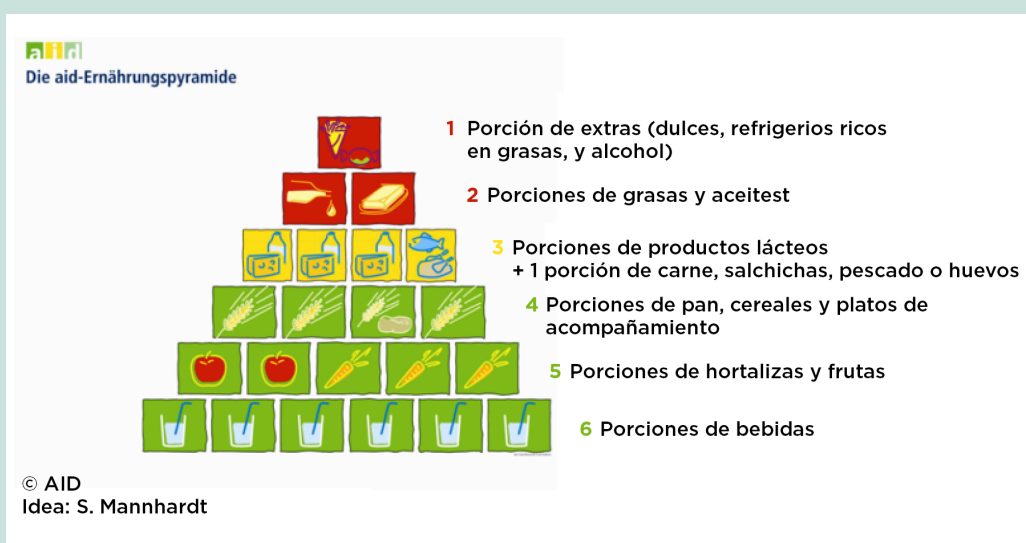 aid
Die aid-Ernährungspyramide
1 Porción de extras (dulces, refrigerios ricos
en grasas, y alcohol)
2 Porciones de grasas y aceitest
3 Porciones de productos lácteos
+ 1 porción de carne, salchichas, pescado o huevos
4 Porciones de pan, cereales y platos de
acompañamiento
5 Porciones de hortalizas y frutas
6 Porciones de bebidas
© AID
Idea: S. Mannhardt